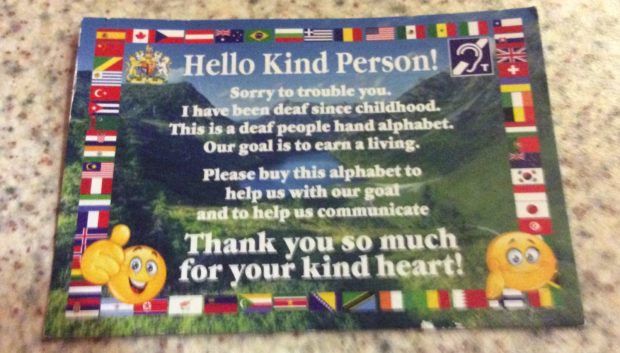 Hello Kind Person!
T
Sorry to trouble you.
I have been deaf since childhood.
This is a deaf people hand alphabet.
Our goal is to earn a living.
Please buy this alphabet to
help us with our goal
and to help us communicate
Thank you so much
for your kind heart!